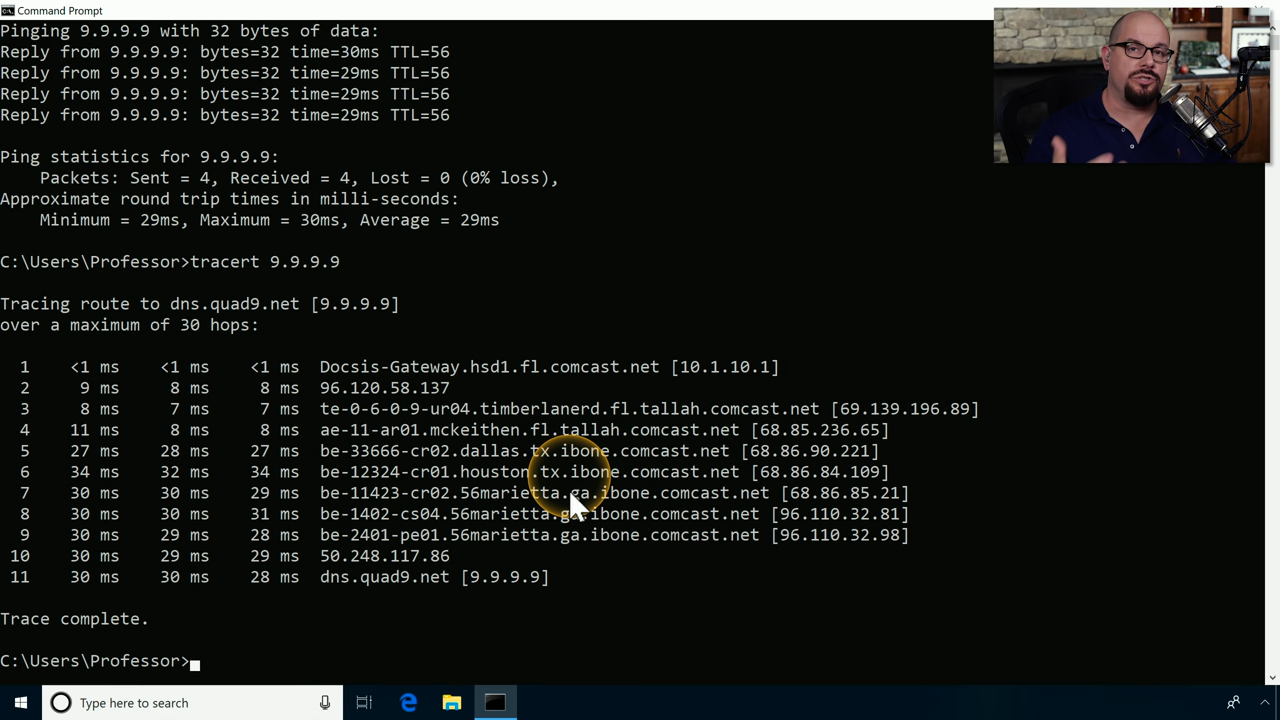 Command Prompt
Pinging 9.9.9.9 with 32 bytes of data:
Reply from 9.9.9.9: bytes=32 time=30ms TTL=56
Reply from 9.9.9.9: bytes=32 time=29ms TTL=56
Reply from 9.9.9.9: bytes=32 time=29ms TTL=56
Reply from 9.9.9.9: bytes=32 time=29ms TTL=56
Ping statistics for 9.9.9.9:
Packets: Sent = 4, Received = 4, Lost = 0 (0% loss),
Approximate round trip times in milli-seconds:
Minimum = 29ms, Maximum = 30ms, Average = 29ms
C:\Users\Professor>tracert 9.9.9.9
Tracing route to dns.quad9.net [9.9.9.9]
over a maximum of 30 hops:
1 <1 ms <1 ms <1 ms Docsis-Gateway.hsd1.fl.comcast.net [10.1.10.1]
2 9 ms 8 ms 8 ms 96.120.58.137
3 8 ms 7 ms 7 ms te-0-6-0-9-ur04.timberlanerd.fl.tallah.comcast.net [69.139.196.89]
4 11 ms 8 ms 8 ms ae-11-ar01.mckeithen.fl.tallah.comcast.net [68.85.236.65]
5 27 ms 28 ms 27 ms be-33666-cr02.dallas.tx.ibone.comcast.net [68.86.90.221]
6 34 ms 32 ms 34 ms be-12324-cr01.houston.tx.ibone.comcast.net [68.86.84.109]
7 30 ms 30 ms 29 ms be-11423-cr02.56marietta.ga.ibone.comcast.net [68.86.85.21]
8 30 ms 30 ms 31 ms be-1402-cs04.56marietta.ga.ibone.comcast.net [96.110.32.81]
9 30 ms 29 ms 28 ms be-2401-pe01.56marietta.ga.ibone.comcast.net [96.110.32.98]
10 30 ms 29 ms 29 ms 50.248.117.86
11 30 ms 30 ms 28 ms dns.quad9.net [9.9.9.9]
Trace complete.
C:\Users\Professor>
Type here to search